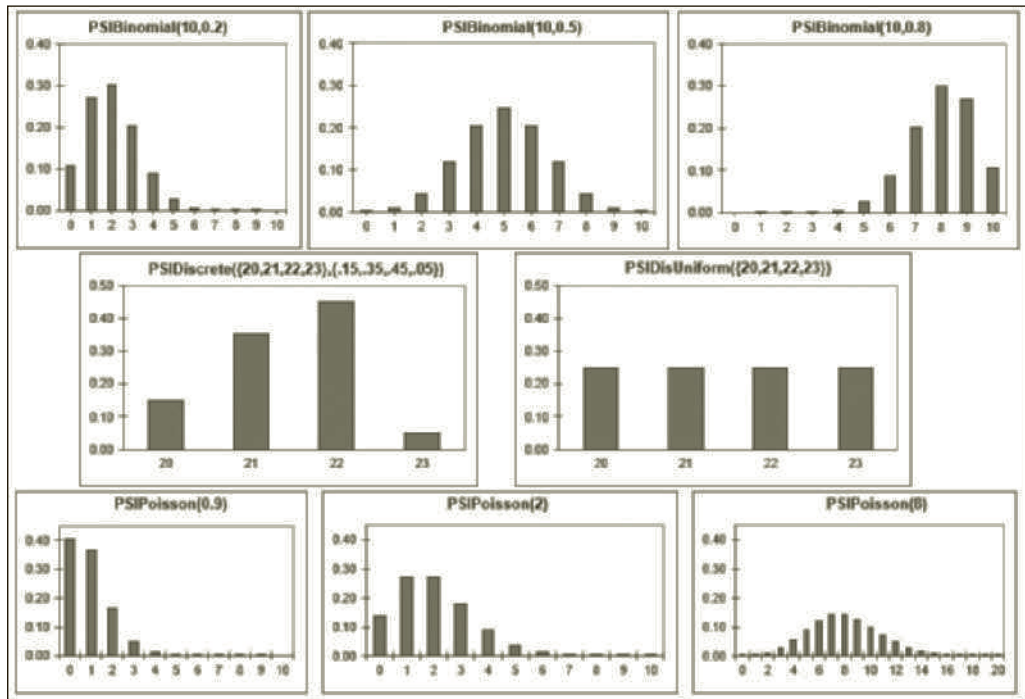 PSIBinomial(10,0.2)
0.40
0.30
0.20
0.10
0.00
0 1 2 3 4 5 6 7 8 9 10
PSIBinomial(10,0.5)
0.40
0.30
0.20
0.10
0.00
0 1 2 3 4 5 6 7 8 9 10
PSIBinomial(10,0.8)
0.40
0.30
0.20
0.10
0.00
0 1 2 3 4 5 6 7 8 9 10
PSIDiscrete({20,21,22,23},{.15,.35,.45,.05})
0.50
0.40
0.30
0.20
0.10
0.00
20 21 22 23
PSIDisUniform({20,21,22,23})
0.50
0.40
0.30
0.20
0.10
0.00
20 21 22 23
PSIPoisson(0.9)
0.40
0.30
0.20
0.10
0.00
0 1 2 3 4 5 6 7 8 9 10
PSIPoisson(2)
0.40
0.30
0.20
0.10
0.00
0 1 2 3 4 5 6 7 8 9 10
PSIPoisson(8)
0.40
0.30
0.20
0.10
0.00
0 2 4 6 8 10 12 14 16 18 20